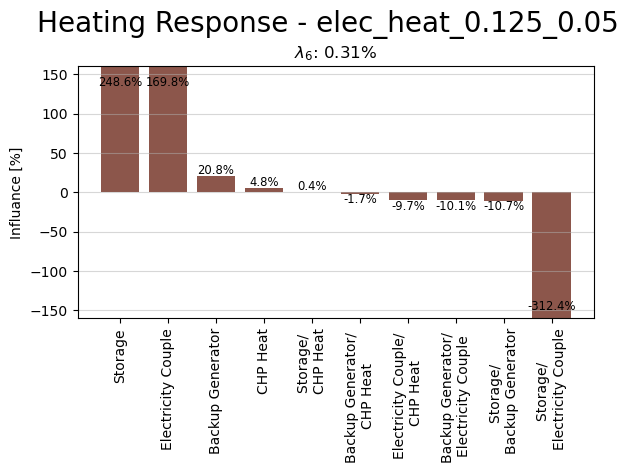 Heating Response - elec_heat_0.125_0.05
λ₆: 0.31%
Influance [%]
150
100
50
0
−50
−100
−150
248.6%
169.8%
20.8%
4.8%
0.4%
-1.7%
-9.7%
-10.1%
-10.7%
-312.4%
Storage
Electricity Couple
Backup Generator
CHP Heat
Storage/
CHP Heat
Backup Generator/
CHP Heat
Electricity Couple/
CHP Heat
Backup Generator/
Electricity Couple
Storage/
Backup Generator
Storage/
Electricity Couple